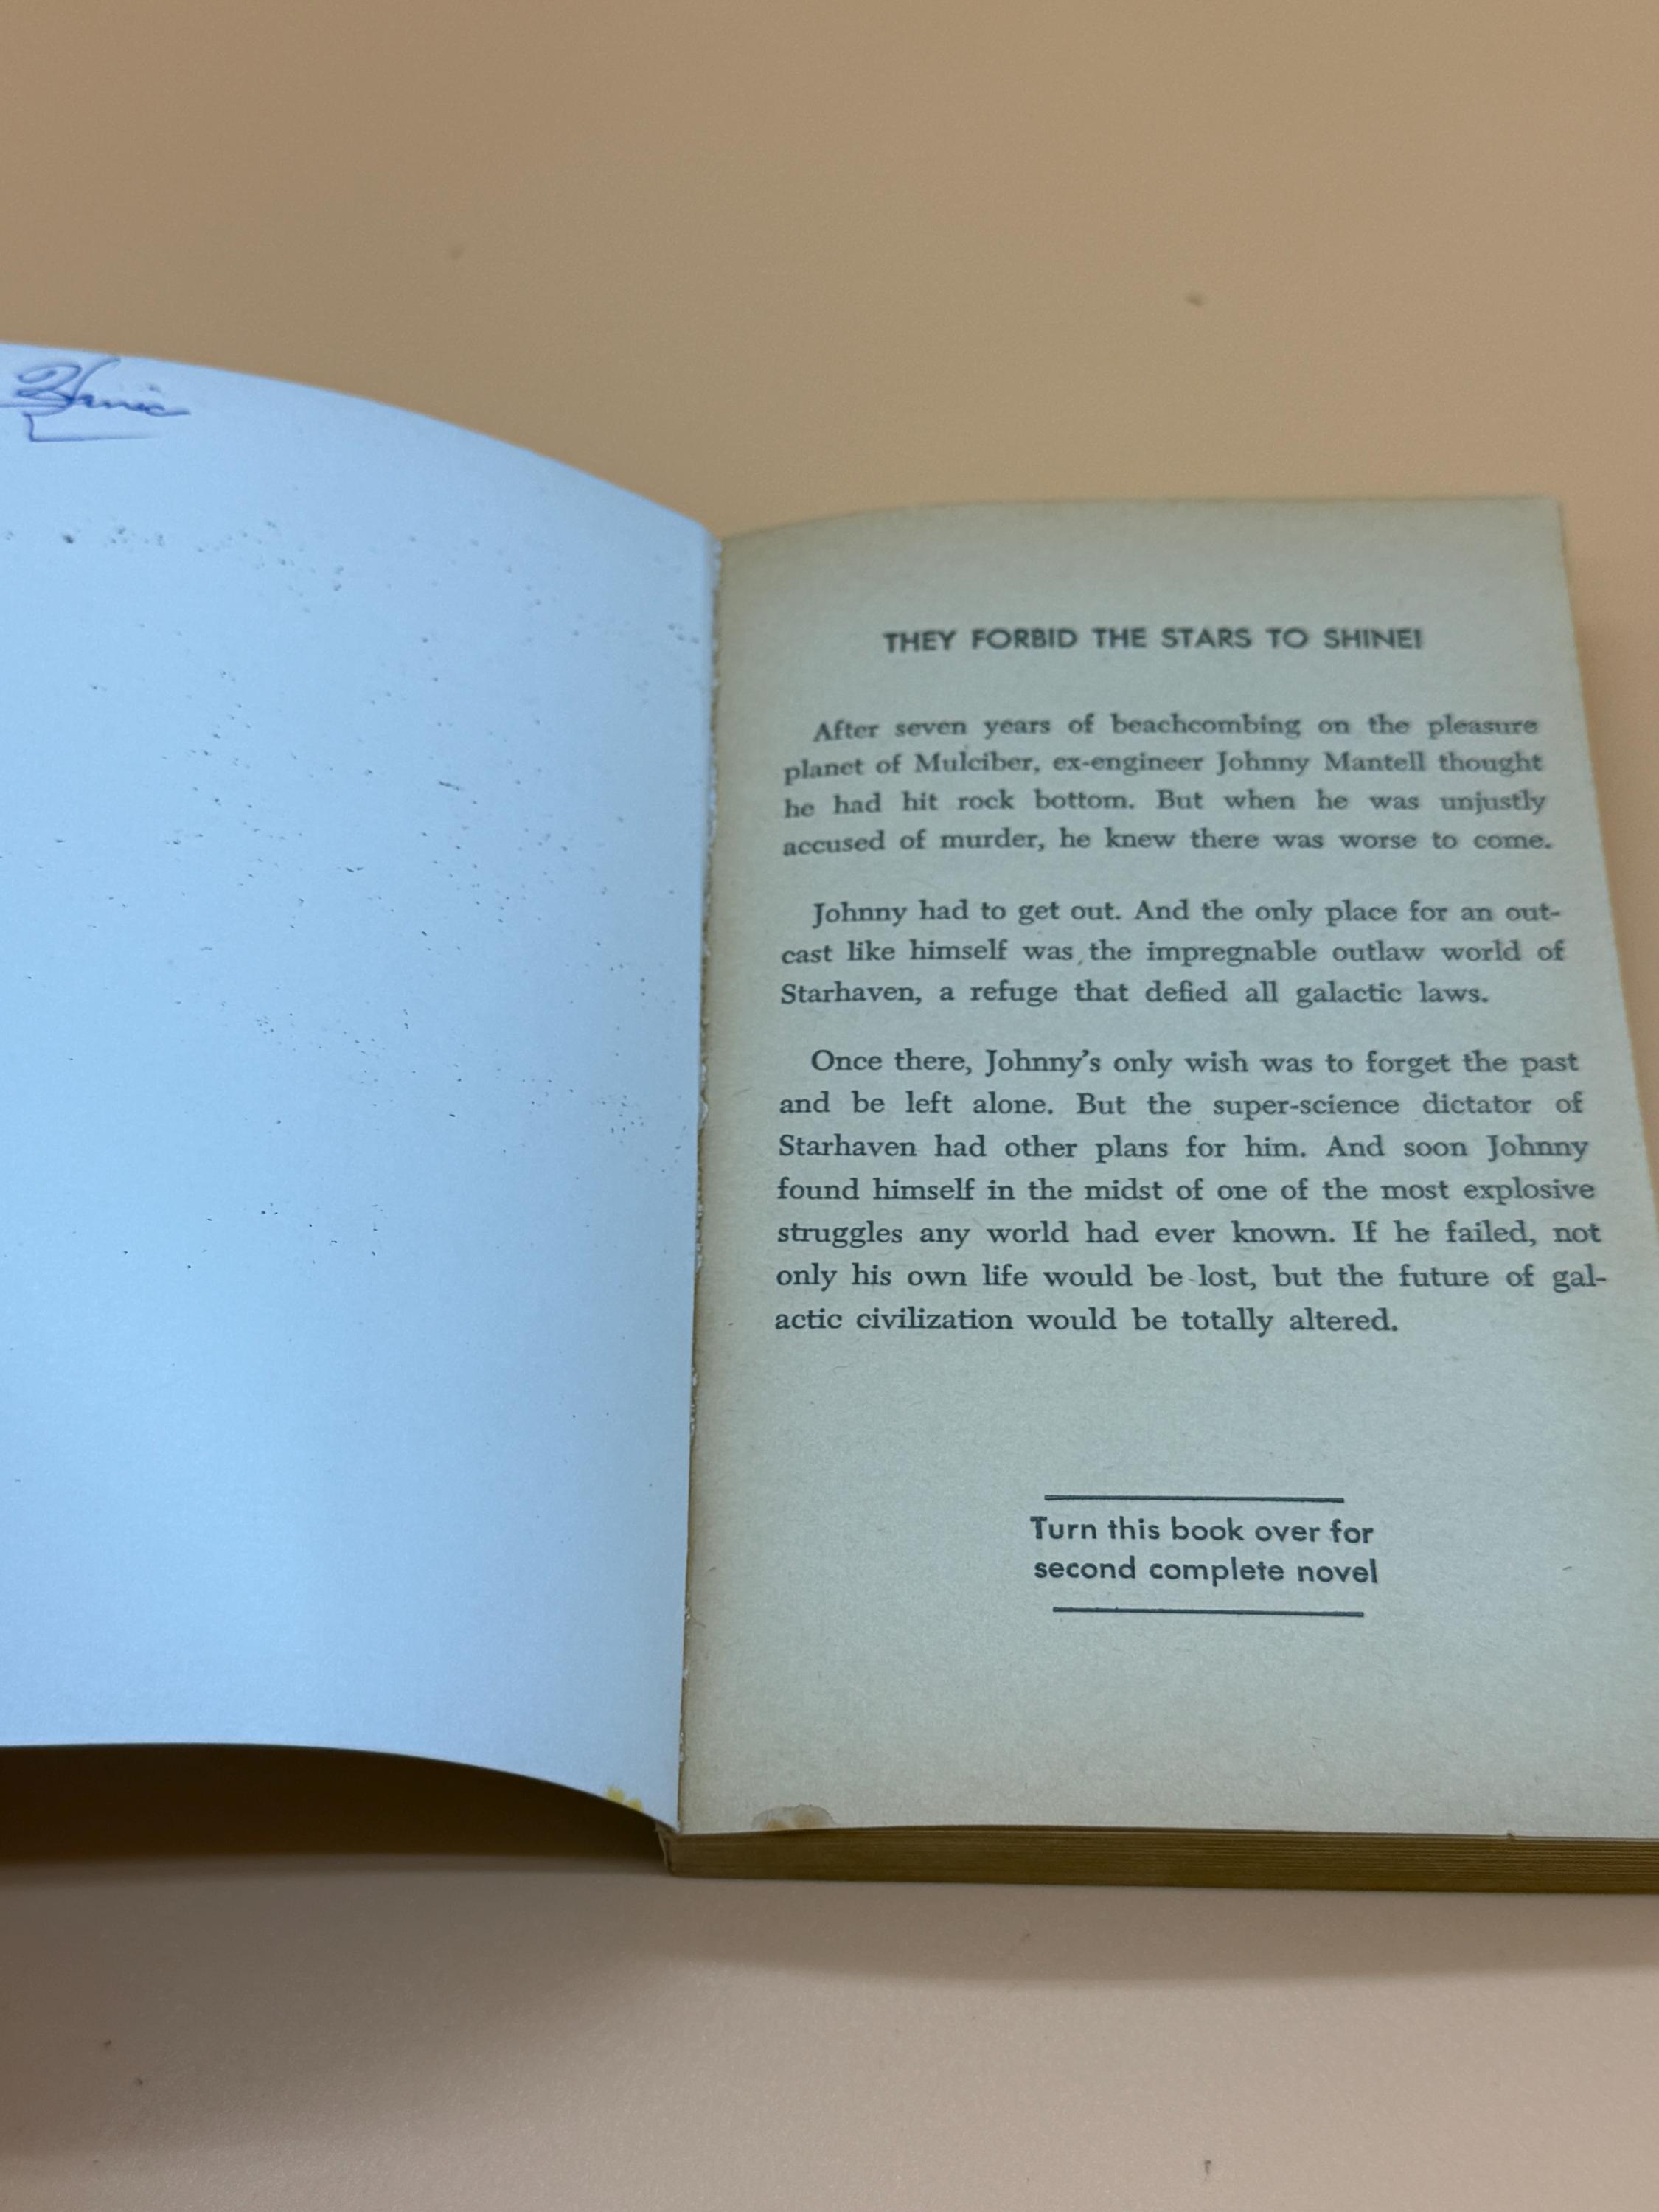 THEY FORBID THE STARS TO SHINE!
After seven years of beachcombing on the pleasure
planet of Mulciber, ex-engineer Johnny Mantell thought
he had hit rock bottom. But when he was unjustly
accused of murder, he knew there was worse to come.
Johnny had to get out. And the only place for an out-
cast like himself was the impregnable outlaw world of
Starhaven, a refuge that defied all galactic laws.
Once there, Johnny's only wish was to forget the past
and be left alone. But the super-science dictator of
Starhaven had other plans for him. And soon Johnny
found himself in the midst of one of the most explosive
struggles any world had ever known. If he failed, not
only his own life would be lost, but the future of gal-
actic civilization would be totally altered.
Turn this book over for
second complete novel